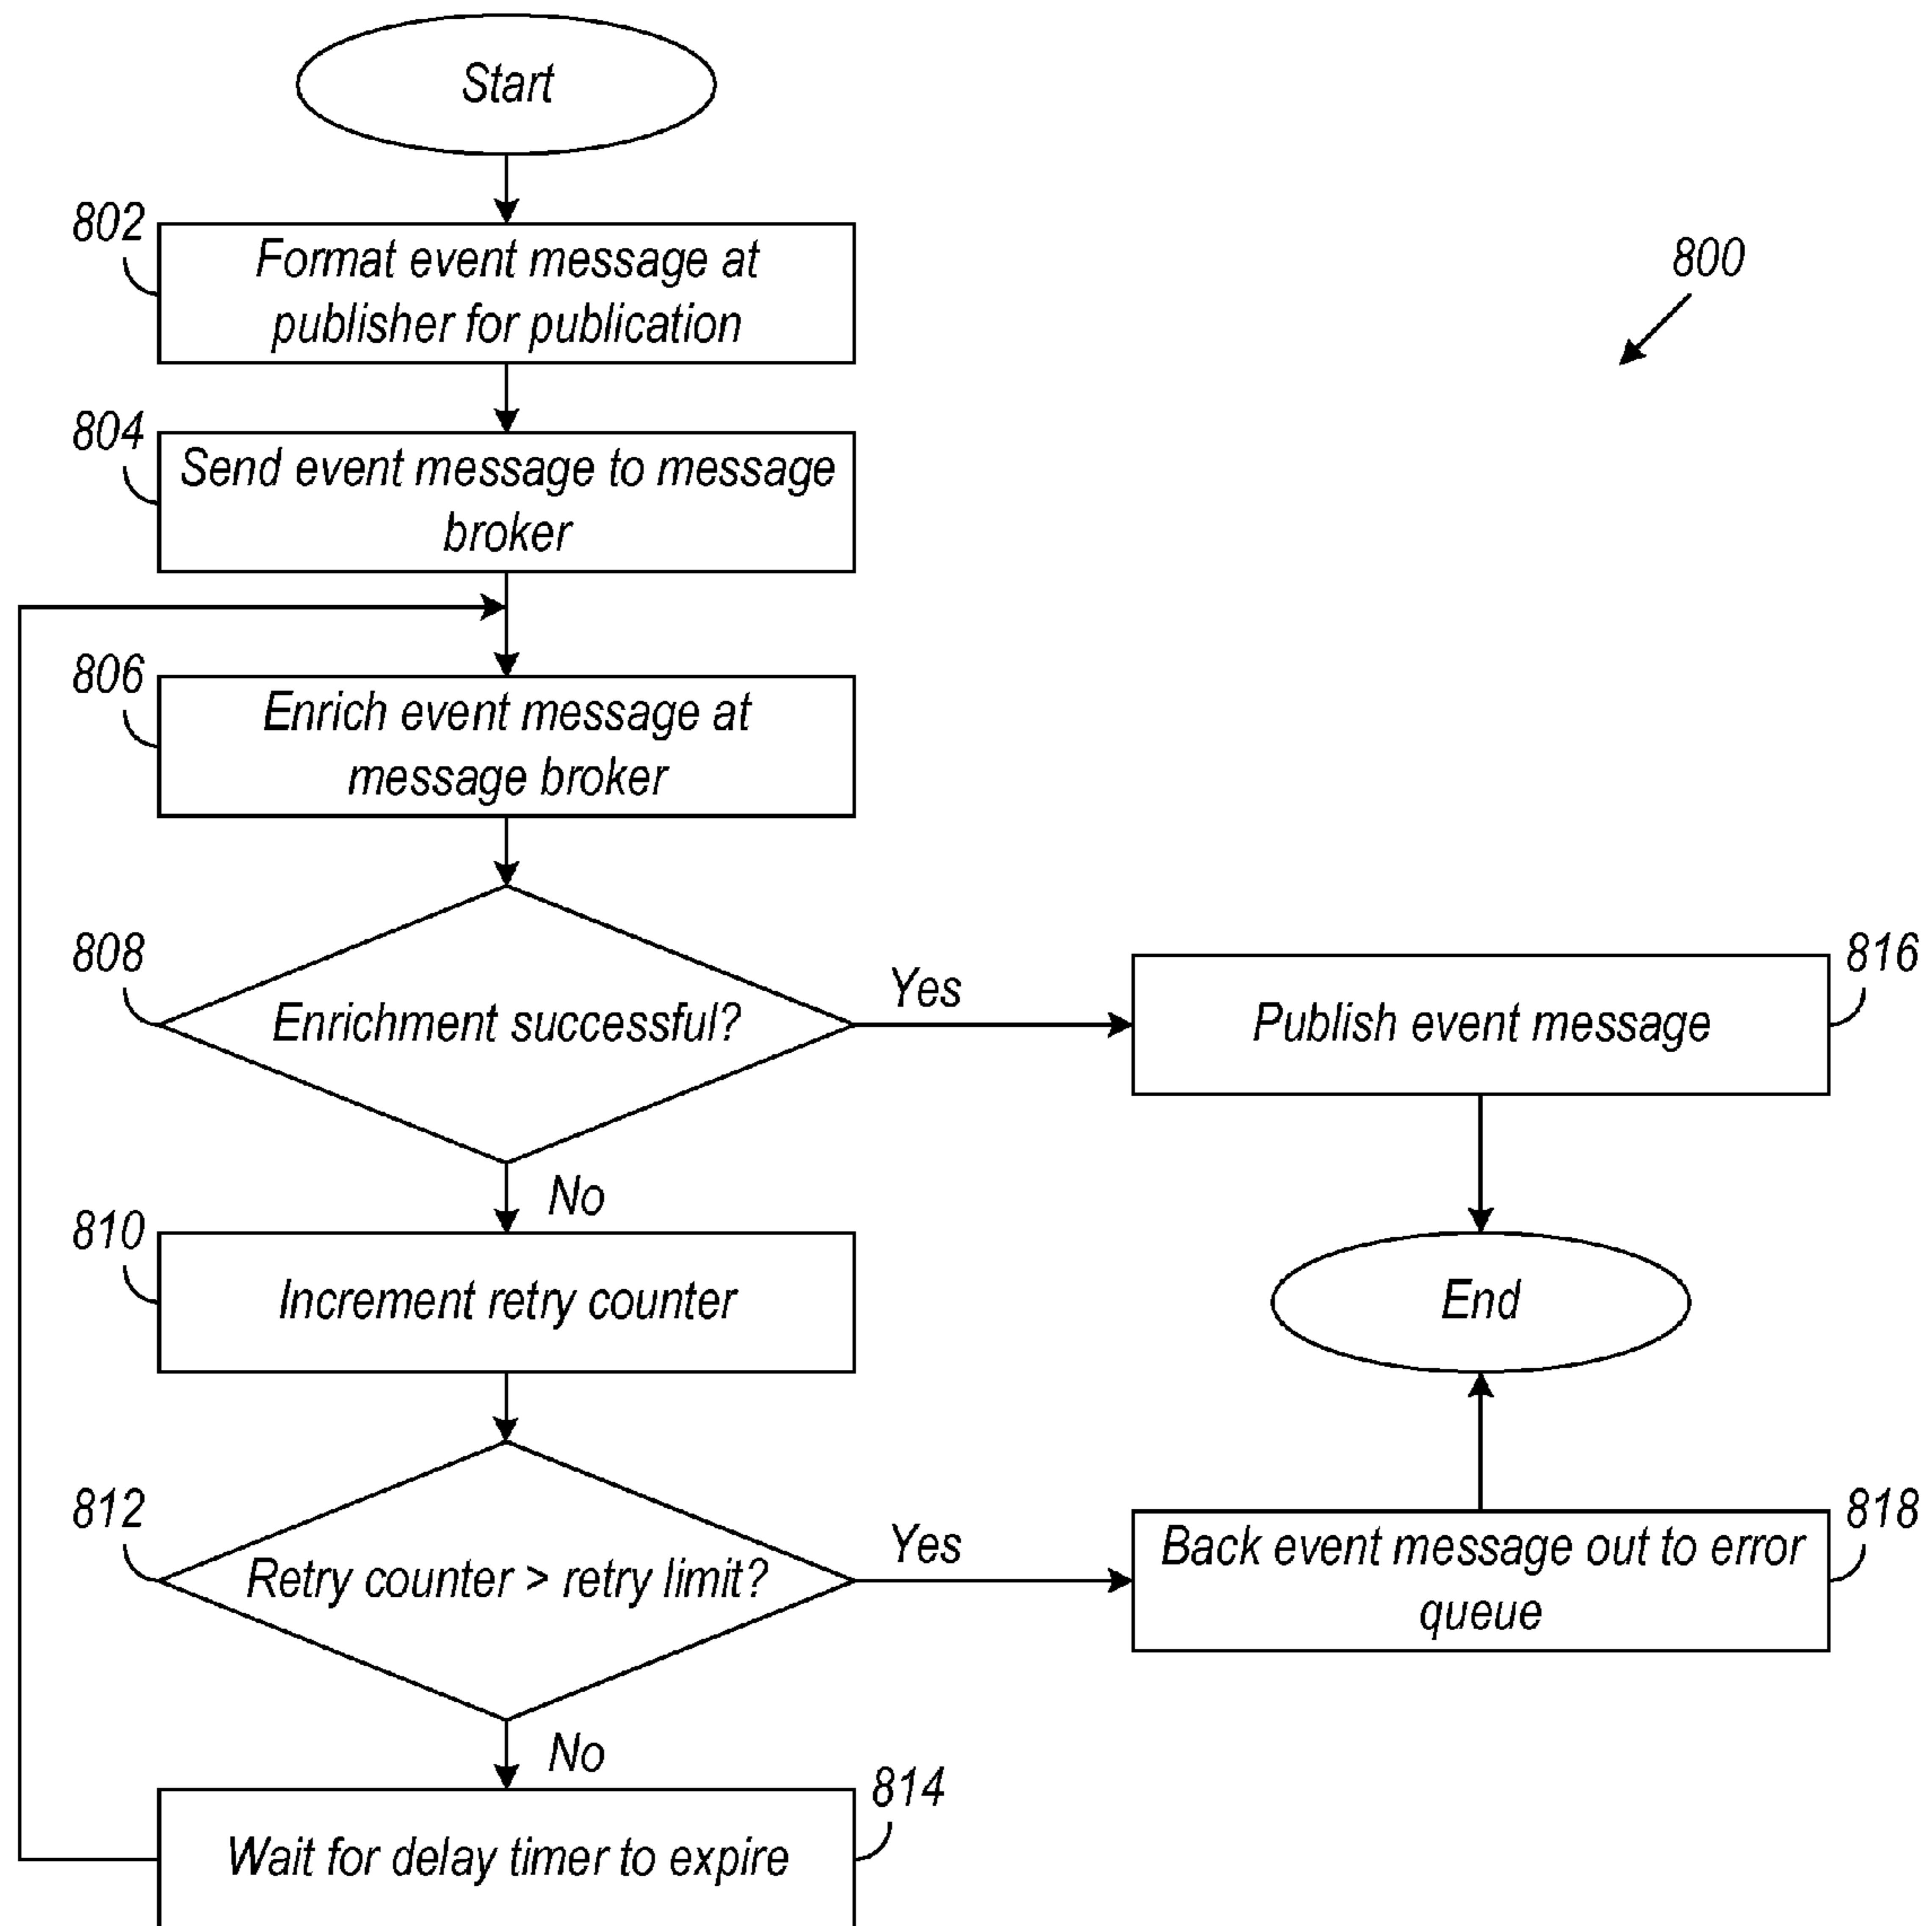 Start
802
Format event message at
publisher for publication
800
804
Send event message to message
broker
806
Enrich event message at
message broker
808
Enrichment successful?
Yes
816
Publish event message
No
810
Increment retry counter
End
812
Retry counter > retry limit?
Yes
818
Back event message out to error
queue
No
814
Wait for delay timer to expire